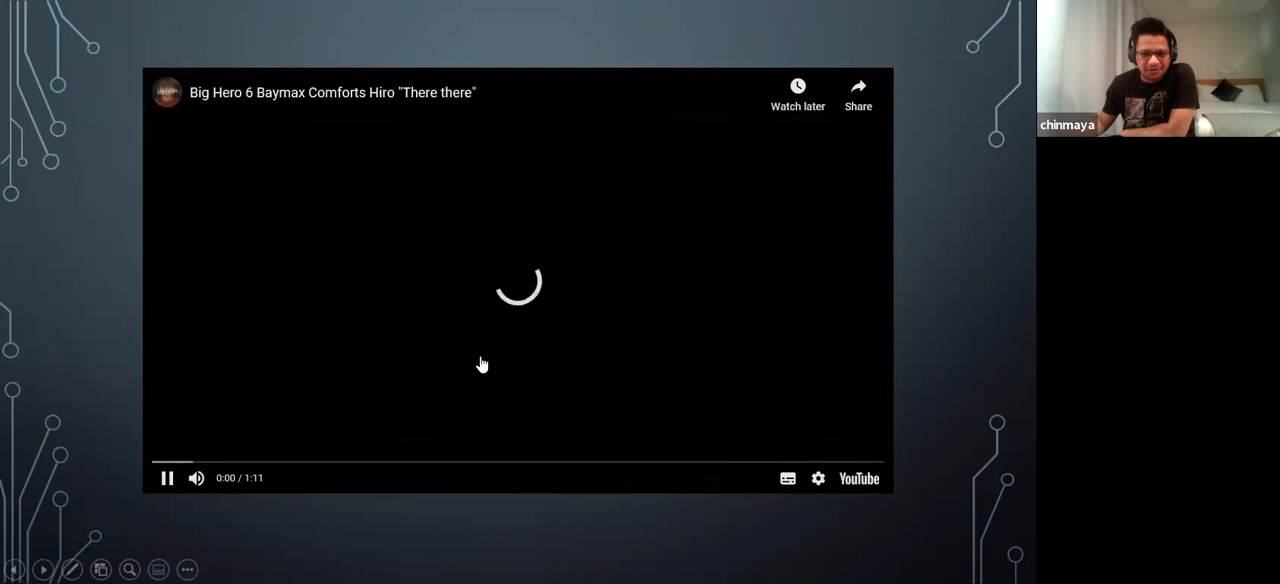 Big Hero 6 Baymax Comforts Hiro "There there"
Watch later
Share
chinmaya
0:00 / 1:11
YouTube